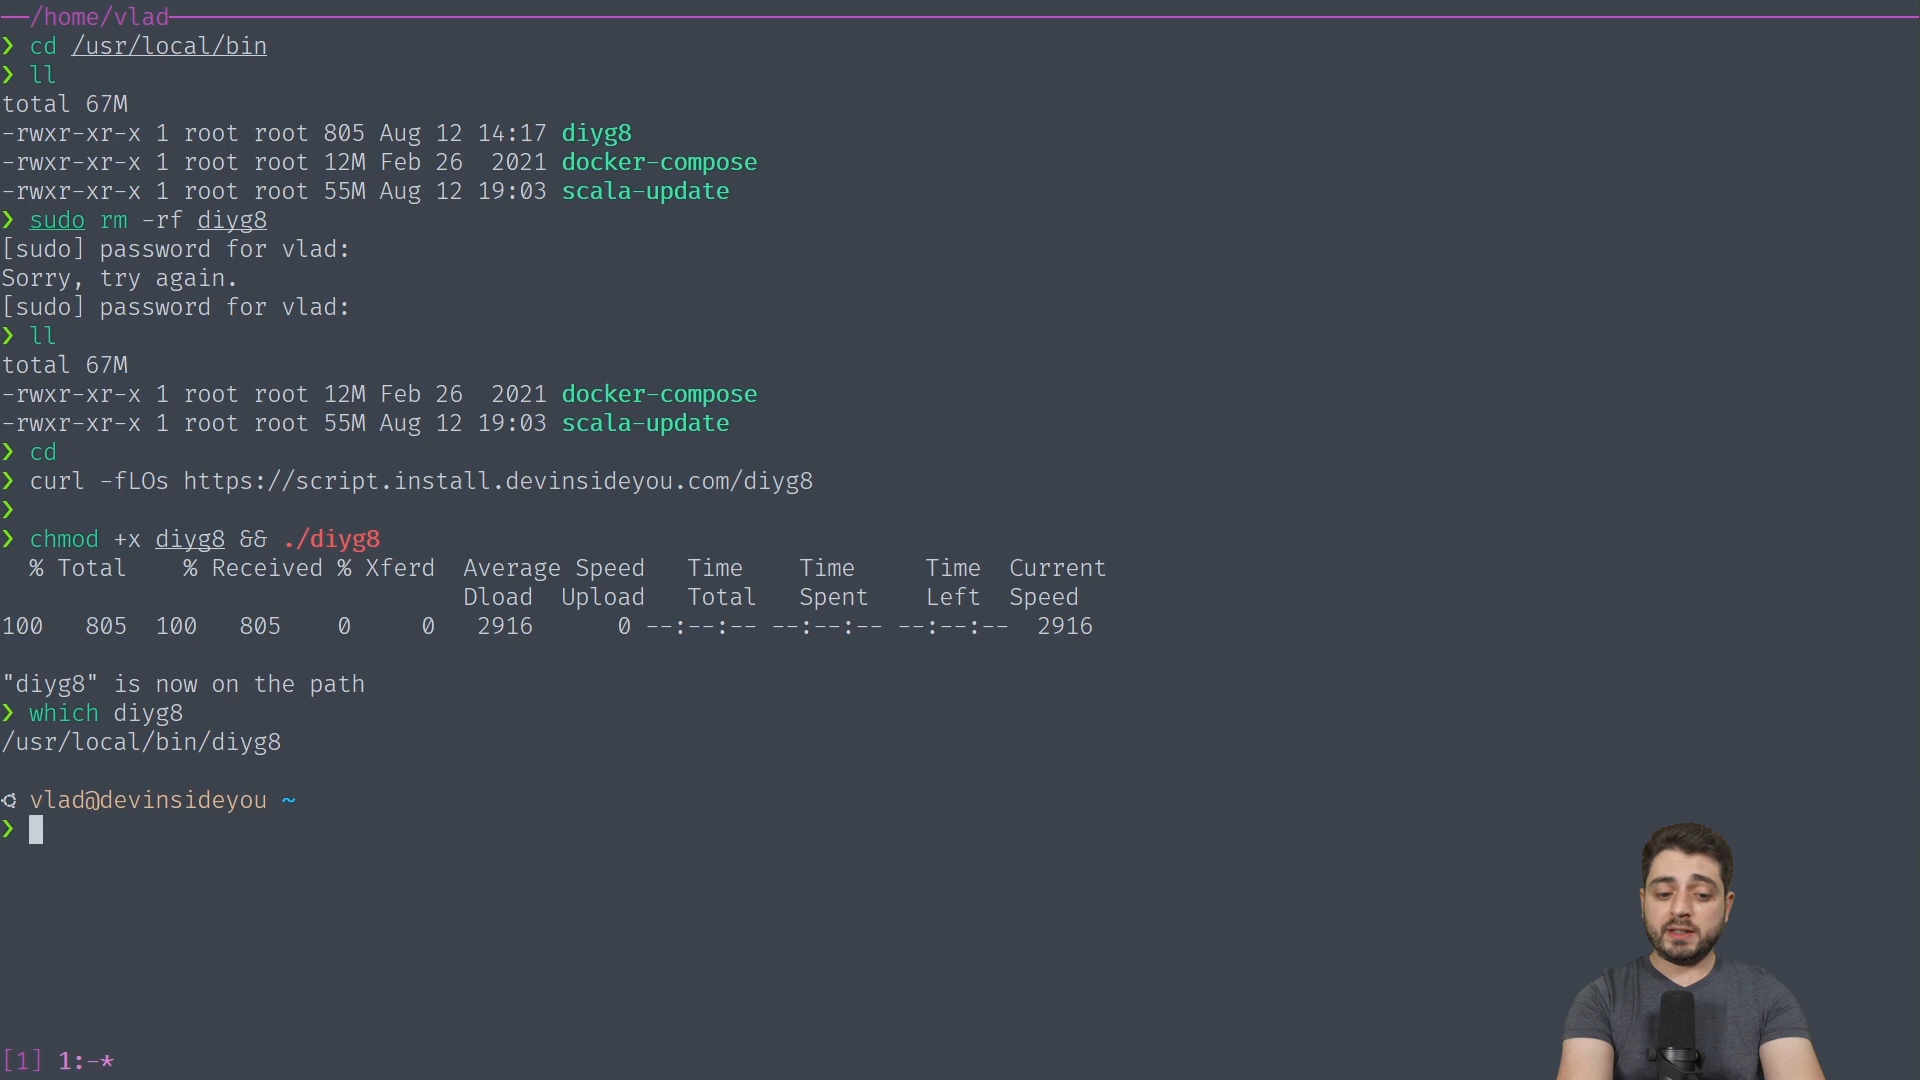 ──/home/vlad
❯ cd /usr/local/bin
❯ ll
total 67M
-rwxr-xr-x 1 root root 805 Aug 12 14:17 diyg8
-rwxr-xr-x 1 root root 12M Feb 26  2021 docker-compose
-rwxr-xr-x 1 root root 55M Aug 12 19:03 scala-update
❯ sudo rm -rf diyg8
[sudo] password for vlad:
Sorry, try again.
[sudo] password for vlad:
❯ ll
total 67M
-rwxr-xr-x 1 root root 12M Feb 26  2021 docker-compose
-rwxr-xr-x 1 root root 55M Aug 12 19:03 scala-update
❯ cd
❯ curl -fLOs https://script.install.devinsideyou.com/diyg8
❯
❯ chmod +x diyg8 && ./diyg8
  % Total    % Received % Xferd  Average Speed   Time    Time     Time  Current
                                 Dload  Upload   Total   Spent    Left  Speed
100   805  100   805    0     0   2916      0 --:--:-- --:--:-- --:--:--  2916
"diyg8" is now on the path
❯ which diyg8
/usr/local/bin/diyg8
vlad@devinsideyou ~
❯
[1] 1:-*